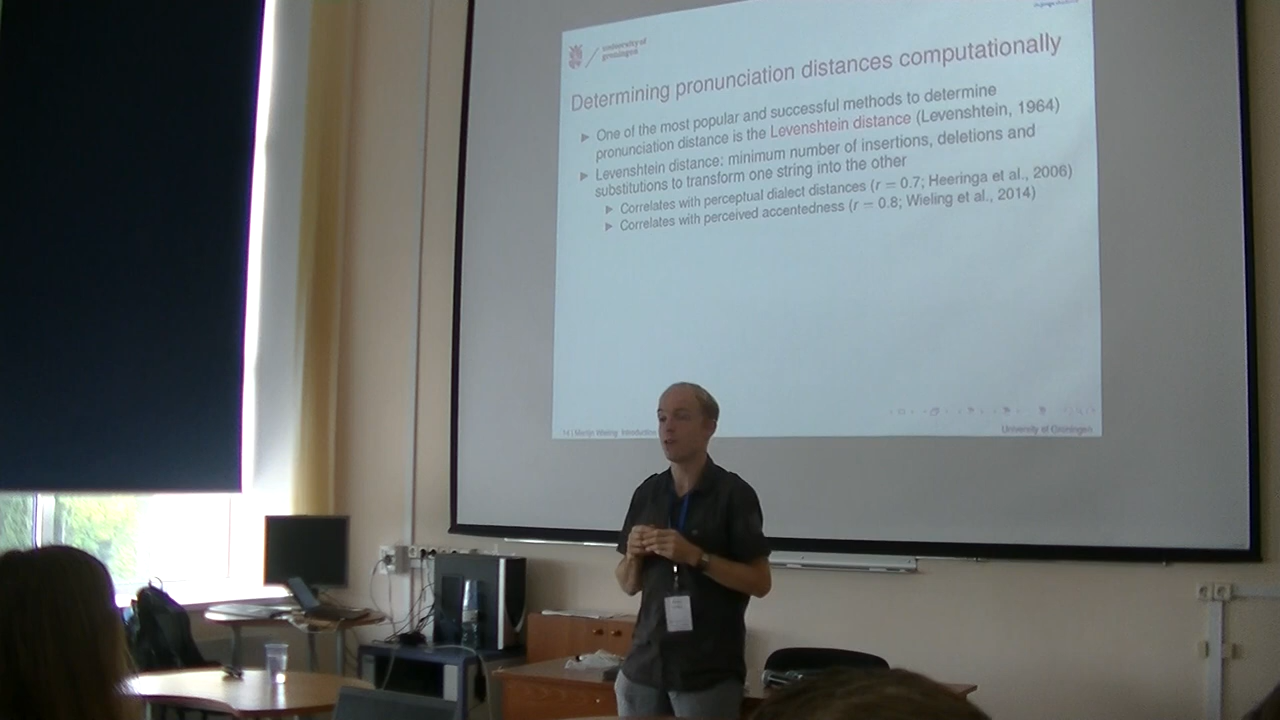 university of
groningen
Determining pronunciation distances computationally
▶ One of the most popular and successful methods to determine
pronunciation distance is the Levenshtein distance (Levenshtein, 1964)
▶ Levenshtein distance: minimum number of insertions, deletions and
substitutions to transform one string into the other
▶ Correlates with perceptual dialect distances (r = 0.7; Heeringa et al., 2006)
▶ Correlates with perceived accentedness (r = 0.8; Wieling et al., 2014)
14 | Martijn Wieling Introduction
University of Groningen